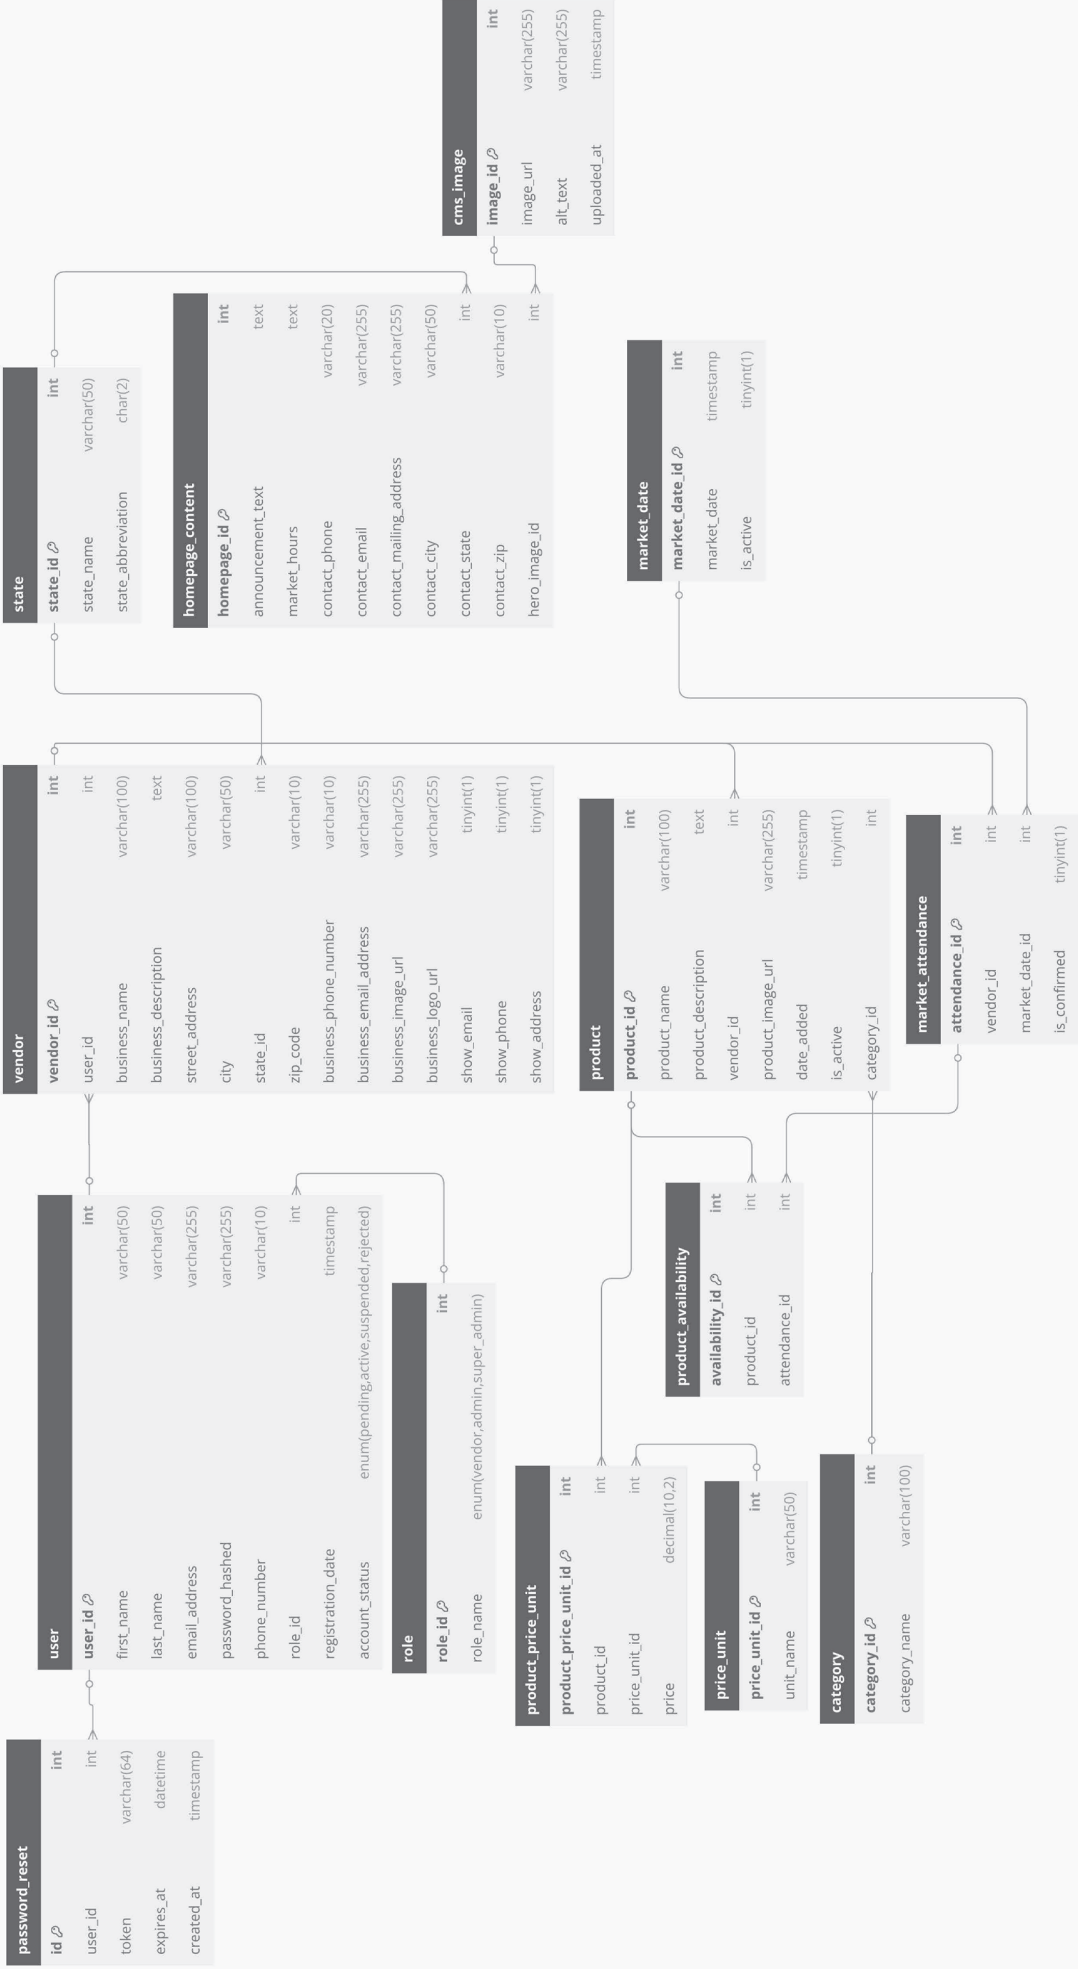 password_reset
id int
user_id int
token varchar(64)
expires_at datetime
created_at timestamp
user
user_id int
first_name varchar(50)
last_name varchar(50)
email_address varchar(255)
password_hashed varchar(255)
phone_number varchar(10)
role_id int
registration_date timestamp
account_status enum(pending,active,suspended,rejected)
role
role_id int
role_name enum(vendor,admin,super_admin)
vendor
vendor_id int
user_id int
business_name varchar(100)
business_description text
street_address varchar(100)
city varchar(50)
state_id int
zip_code varchar(10)
business_phone_number varchar(10)
business_email_address varchar(255)
business_image_url varchar(255)
business_logo_url varchar(255)
show_email tinyint(1)
show_phone tinyint(1)
show_address tinyint(1)
state
state_id int
state_name varchar(50)
state_abbreviation char(2)
homepage_content
homepage_id int
announcement_text text
market_hours text
contact_phone varchar(20)
contact_email varchar(255)
contact_mailing_address varchar(255)
contact_city varchar(50)
contact_state int
contact_zip varchar(10)
hero_image_id int
cms_image
image_id int
image_url varchar(255)
alt_text varchar(255)
uploaded_at timestamp
product_price_unit
product_price_unit_id int
product_id int
price_unit_id int
price decimal(10,2)
price_unit
price_unit_id int
unit_name varchar(50)
category
category_id int
category_name varchar(100)
product_availability
availability_id int
product_id int
attendance_id int
product
product_id int
product_name varchar(100)
product_description text
vendor_id int
product_image_url varchar(255)
date_added timestamp
is_active tinyint(1)
category_id int
market_attendance
attendance_id int
vendor_id int
market_date_id int
is_confirmed tinyint(1)
market_date
market_date_id int
market_date timestamp
is_active tinyint(1)